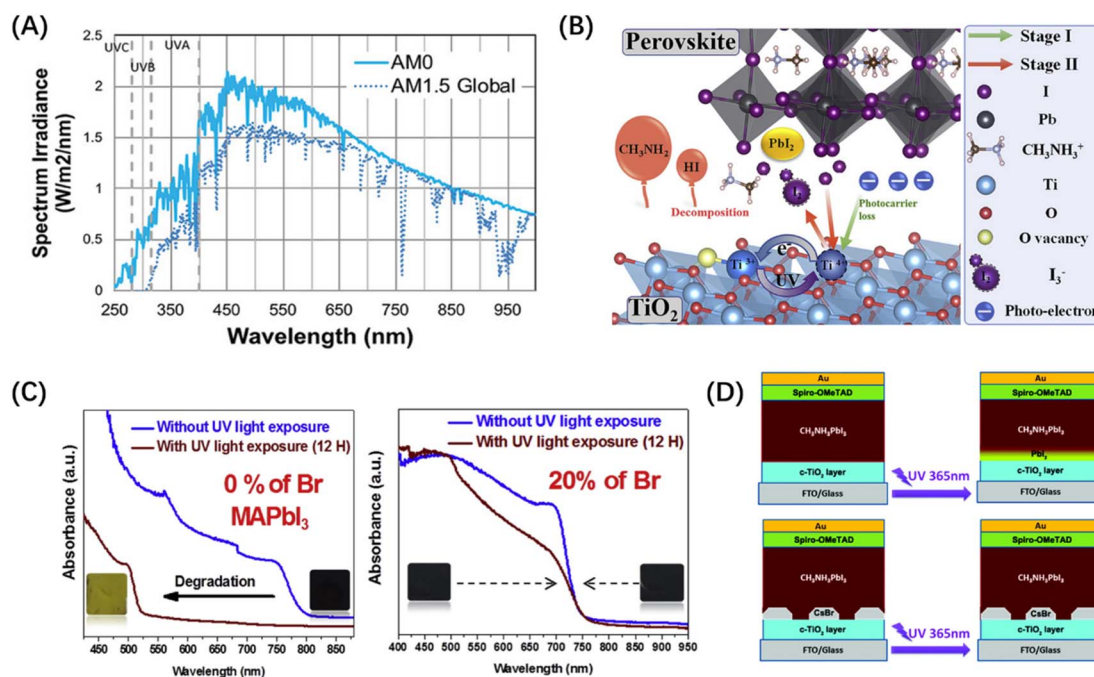 (A)
UVC
UVB
UVA
AM0
AM1.5 Global
Spectrum Irradiance
(W/m2/nm)
2.5
2
1.5
1
0.5
0
250 350 450 550 650 750 850 950
Wavelength (nm)
(B)
Perovskite
CH₃NH₂
HI
PbI₂
Decomposition
Photocarrier
loss
e⁻
UV
Ti³⁺
Ti⁴⁺
TiO₂
Stage I
Stage II
I
Pb
CH₃NH₃⁺
Ti
O
O vacancy
I₃⁻
Photo-electron
(C)
Without UV light exposure
With UV light exposure (12 H)
0 % of Br
MAPbI₃
Degradation
Absorbance (a.u.)
450 500 550 600 650 700 750 800 850
Wavelength (nm)
Without UV light exposure
With UV light exposure (12 H)
20% of Br
Absorbance (a.u.)
400 450 500 550 600 650 700 750 800 850 900 950
Wavelength (nm)
(D)
Au
Spiro-OMeTAD
CH₃NH₃PbI₃
c-TiO₂ layer
FTO/Glass
UV 365nm
Au
Spiro-OMeTAD
CH₃NH₃PbI₃
PbI₂
c-TiO₂ layer
FTO/Glass
Au
Spiro-OMeTAD
CH₃NH₃PbI₃
CsBr
c-TiO₂ layer
FTO/Glass
UV 365nm
Au
Spiro-OMeTAD
CH₃NH₃PbI₃
CsBr
c-TiO₂ layer
FTO/Glass